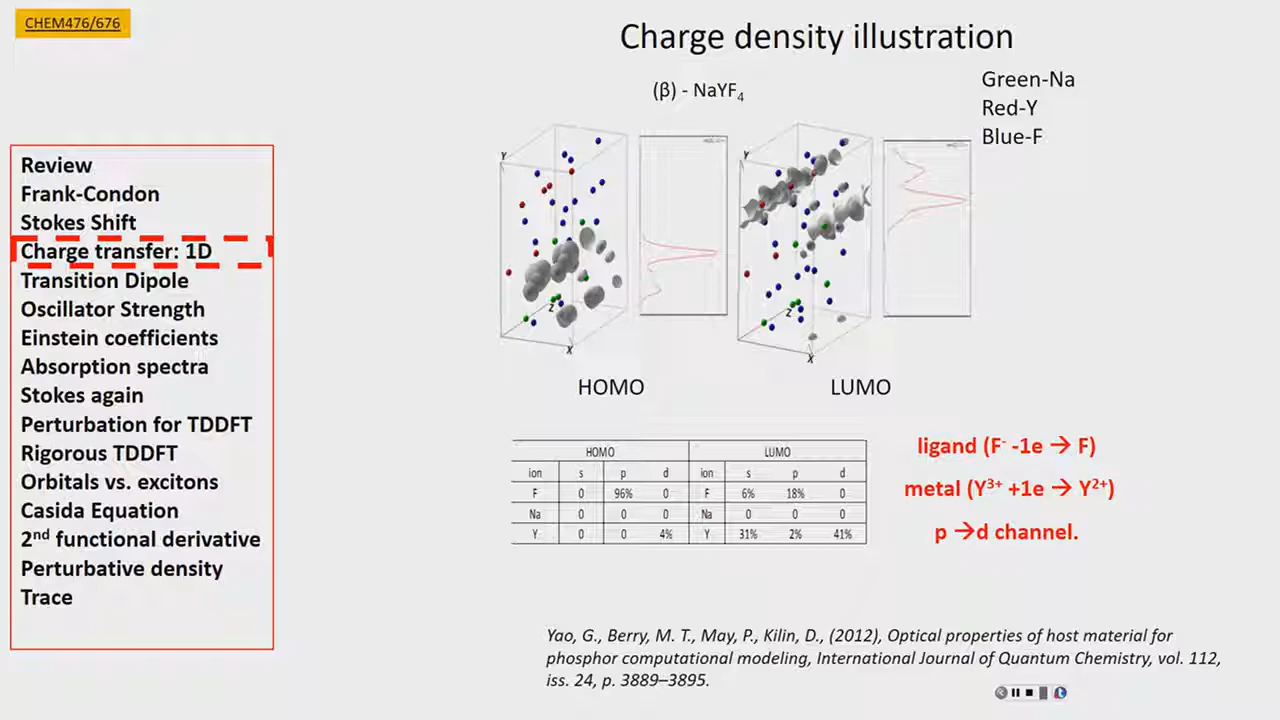 CHEM476/676
Charge density illustration
(β) - NaYF₄
Green-Na
Red-Y
Blue-F
Review
Frank-Condon
Stokes Shift
Charge transfer: 1D
Transition Dipole
Oscillator Strength
Einstein coefficients
Absorption spectra
Stokes again
Perturbation for TDDFT
Rigorous TDDFT
Orbitals vs. excitons
Casida Equation
2nd functional derivative
Perturbative density
Trace
Y
Z
X
Y
Z
X
HOMO
LUMO
HOMO LUMO
ion s p d ion s p d
F 0 96% 0 F 6% 18% 0
Na 0 0 0 Na 0 0 0
Y 0 0 4% Y 31% 2% 41%
ligand (F⁻ -1e → F)
metal (Y³⁺ +1e → Y²⁺)
p →d channel.
Yao, G., Berry, M. T., May, P., Kilin, D., (2012), Optical properties of host material for
phosphor computational modeling, International Journal of Quantum Chemistry, vol. 112,
iss. 24, p. 3889–3895.